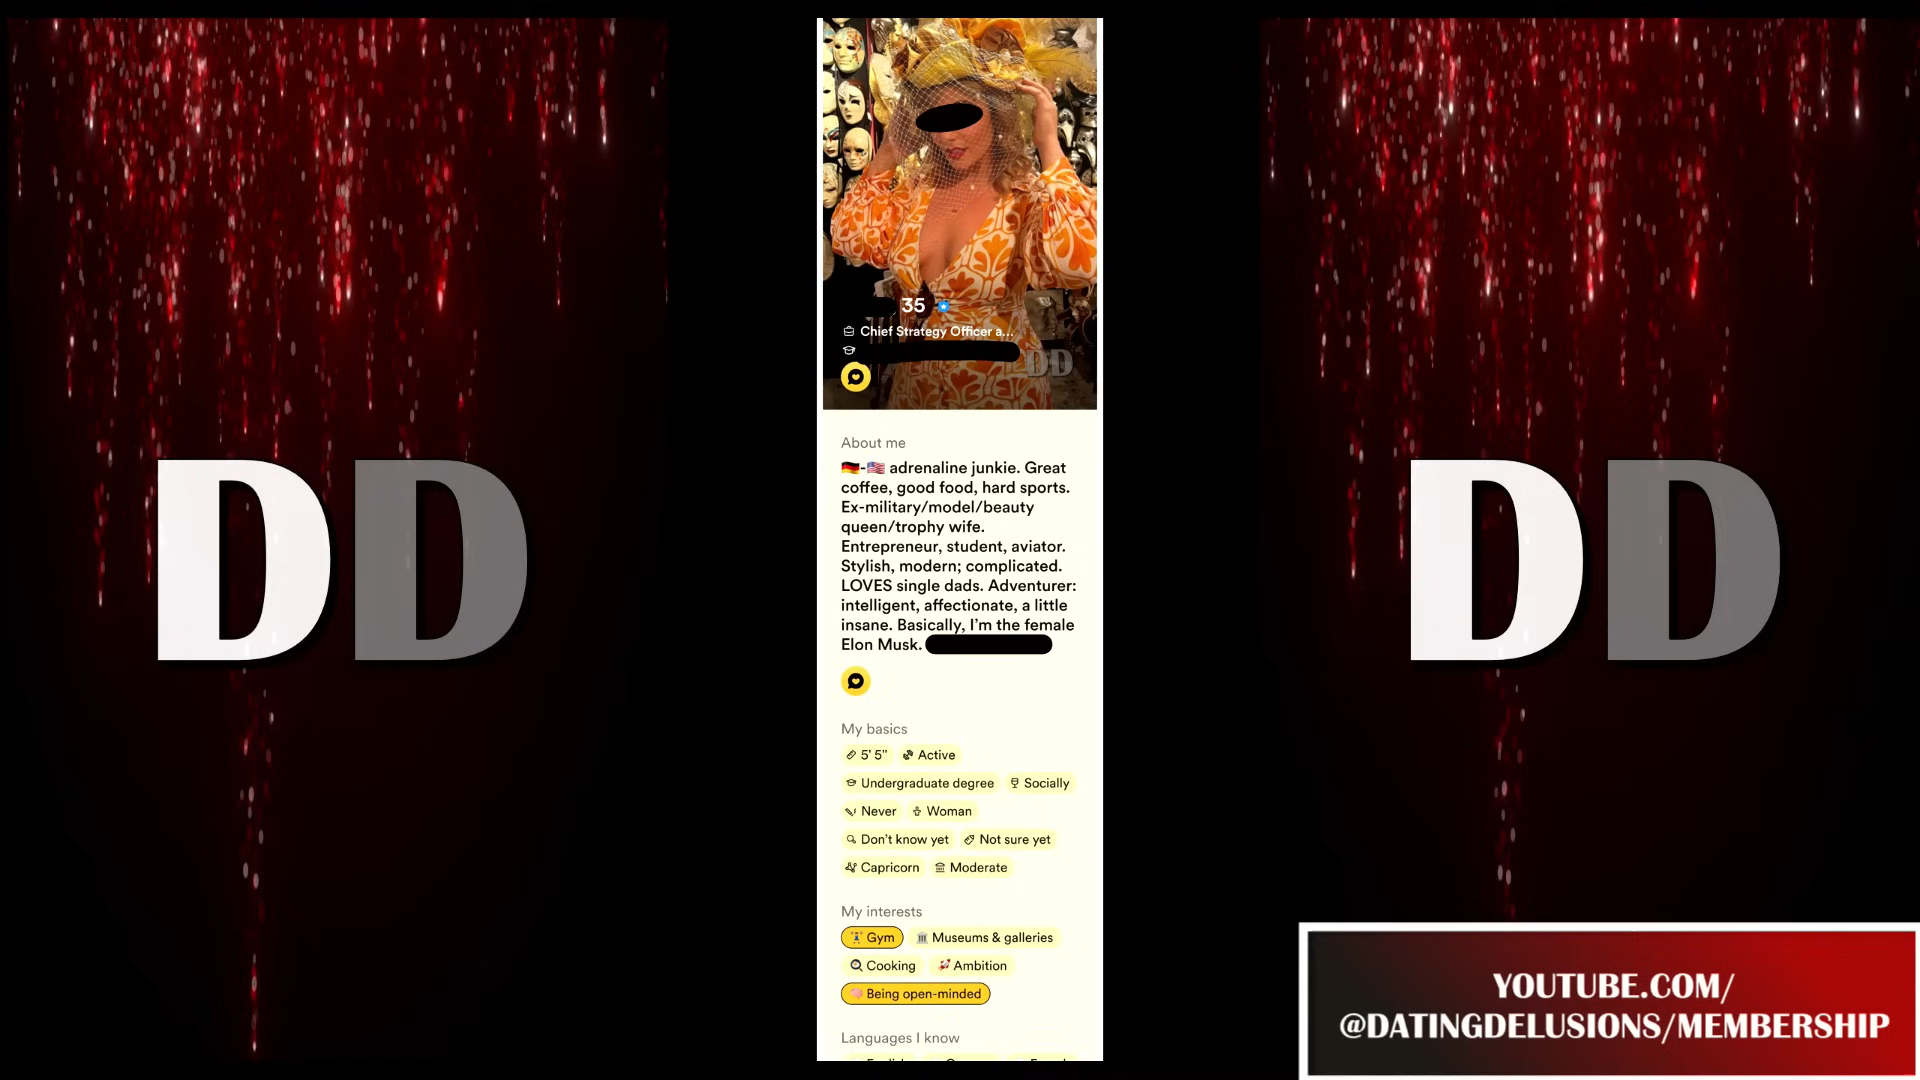 35
Chief Strategy Officer a...
DD
About me
🇩🇪-🇺🇸 adrenaline junkie. Great
coffee, good food, hard sports.
Ex-military/model/beauty
queen/trophy wife.
Entrepreneur, student, aviator.
Stylish, modern; complicated.
LOVES single dads. Adventurer:
intelligent, affectionate, a little
insane. Basically, I'm the female
Elon Musk.
My basics
5' 5" Active
Undergraduate degree Socially
Never Woman
Don't know yet Not sure yet
Capricorn Moderate
My interests
Gym Museums & galleries
Cooking Ambition
Being open-minded
Languages I know
DD
DD
YOUTUBE.COM/
@DATINGDELUSIONS/MEMBERSHIP